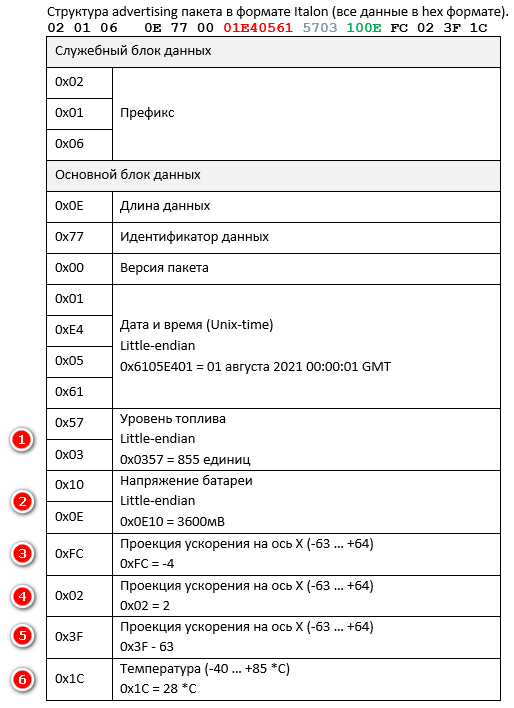 Структура advertising пакета в формате Italon (все данные в hex формате).
02 01 06 0E 77 00 01E40561 5703 100E FC 02 3F 1C
Служебный блок данных
0x02
0x01
Префикс
0x06
Основной блок данных
0x0E Длина данных
0x77 Идентификатор данных
0x00 Версия пакета
0x01
0xE4
0x05
0x61
Дата и время (Unix-time)
Little-endian
0x6105E401 = 01 августа 2021 00:00:01 GMT
1
0x57
0x03
Уровень топлива
Little-endian
0x0357 = 855 единиц
2
0x10
0x0E
Напряжение батареи
Little-endian
0x0E10 = 3600мВ
3
0xFC
Проекция ускорения на ось X (-63 ... +64)
0xFC = -4
4
0x02
Проекция ускорения на ось X (-63 ... +64)
0x02 = 2
5
0x3F
Проекция ускорения на ось X (-63 ... +64)
0x3F - 63
6
0x1C
Температура (-40 ... +85 *C)
0x1C = 28 *C